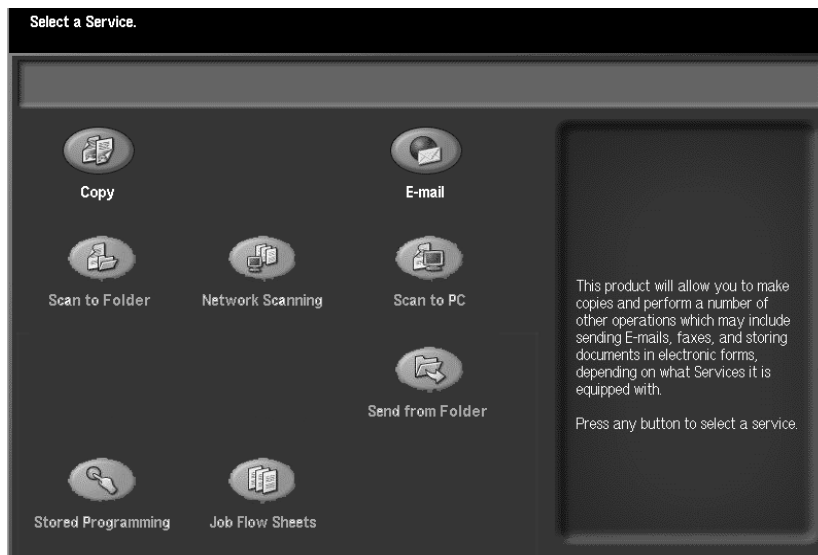 Select a Service.
Copy
E-mail
Scan to Folder
Network Scanning
Scan to PC
Send from Folder
Stored Programming
Job Flow Sheets
This product will allow you to make
copies and perform a number of
other operations which may include
sending E-mails, faxes, and storing
documents in electronic forms,
depending on what Services it is
equipped with.
Press any button to select a service.